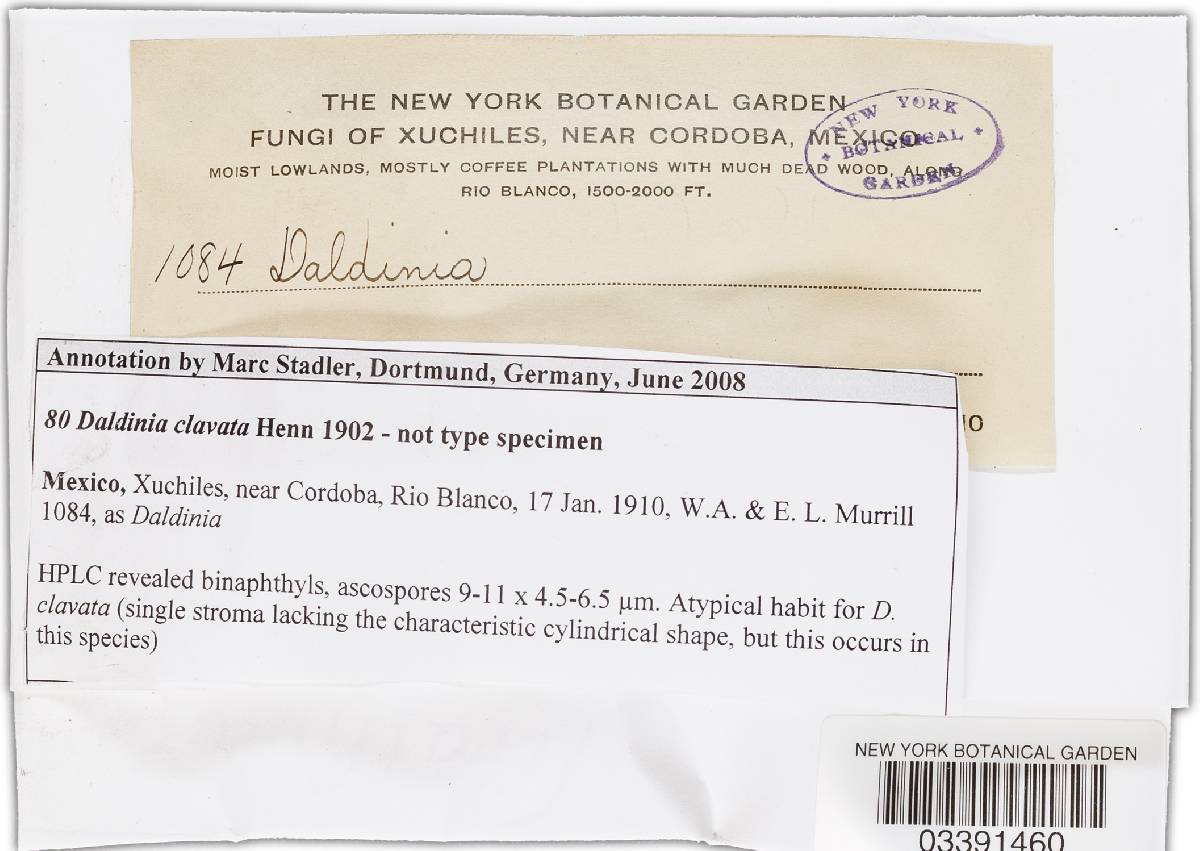 THE NEW YORK BOTANICAL GARDEN
FUNGI OF XUCHILES, NEAR CORDOBA, MEXICO
MOIST LOWLANDS, MOSTLY COFFEE PLANTATIONS WITH MUCH DEAD WOOD, ALONG
RIO BLANCO, 1500-2000 FT.
NEW YORK
BOTANICAL
GARDEN
1084 Daldinia
10
Annotation by Marc Stadler, Dortmund, Germany, June 2008
80 Daldinia clavata Henn 1902 - not type specimen
Mexico, Xuchiles, near Cordoba, Rio Blanco, 17 Jan. 1910, W.A. & E. L. Murrill
1084, as Daldinia
HPLC revealed binaphthyls, ascospores 9-11 x 4.5-6.5 µm. Atypical habit for D.
clavata (single stroma lacking the characteristic cylindrical shape, but this occurs in
this species)
NEW YORK BOTANICAL GARDEN
03391460